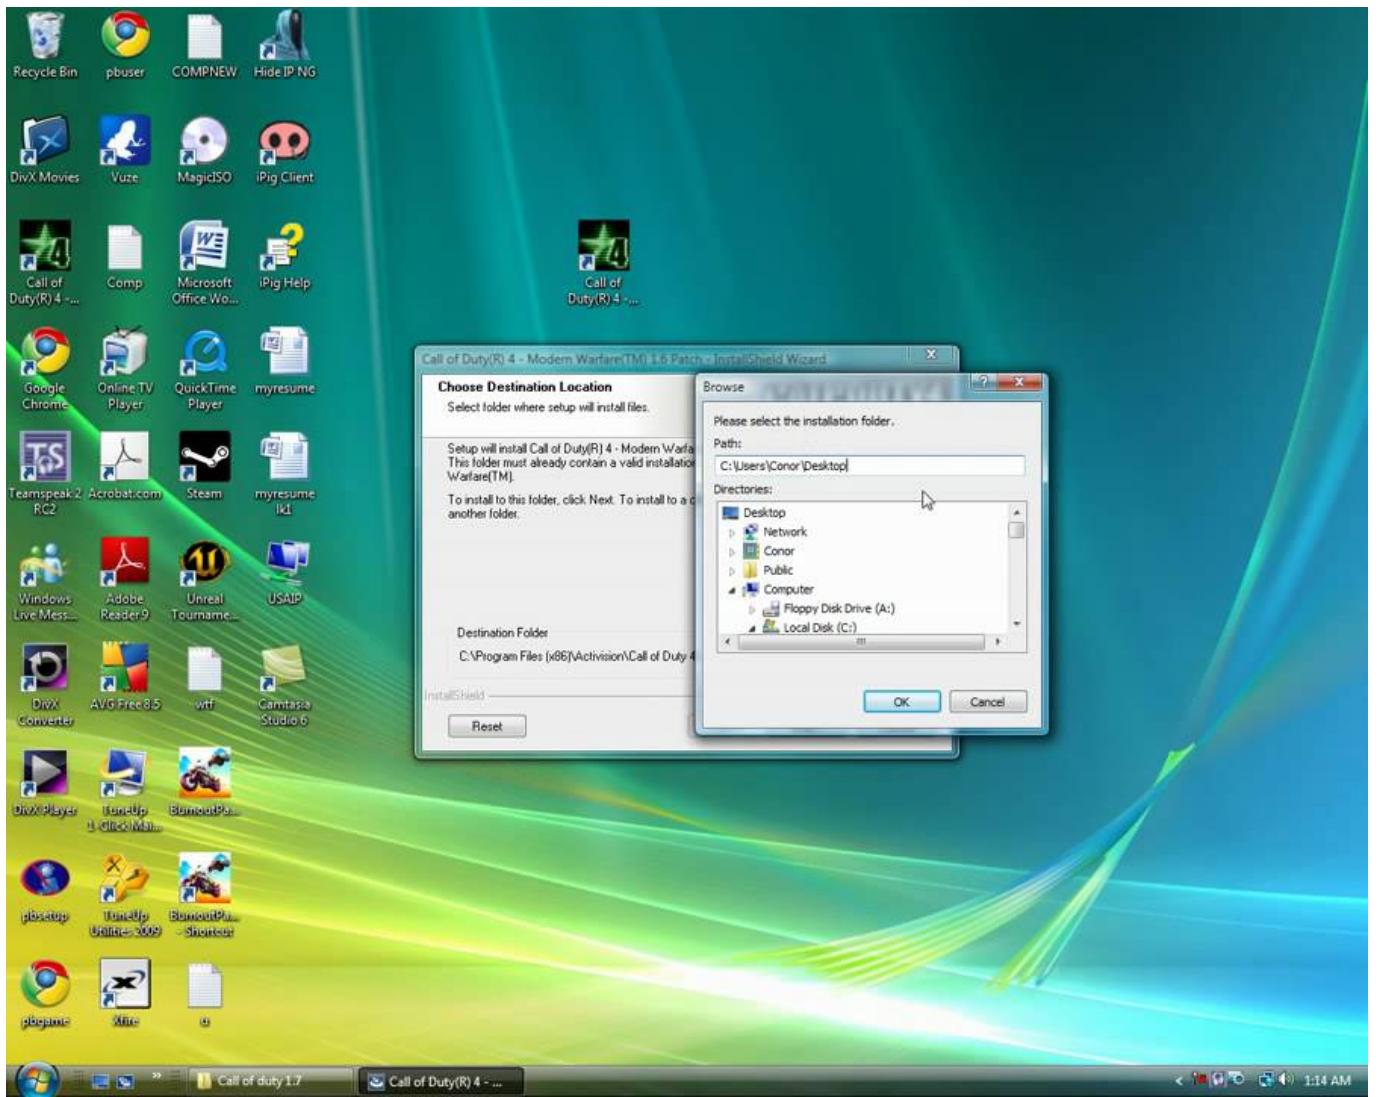 Recycle Bin
pbuser
COMPNEW
Hide IP NG
DivX Movies
Vuze
MagicISO
iPig Client
Call of
Duty(R) 4 -...
Comp
Microsoft
Office Wo...
iPig Help
Call of
Duty(R) 4 -...
Google
Chrome
Online TV
Player
QuickTime
Player
myresume
Teamspeak 2
RC2
Acrobat.com
Steam
myresume
lk1
Windows
Live Mess...
Adobe
Reader 9
Unreal
Tourname...
USAIP
DivX
Converter
AVG Free 8.5
wtf
Camtasia
Studio 6
DivX Player
TuneUp
1-Click Mai...
BurnoutPa...
pbsetup
TuneUp
Utilities 2009
BurnoutPa...
- Shortcut
pbgame
Xfire
Call of Duty(R) 4 - Modern Warfare(TM) 1.6 Patch - InstallShield Wizard
Choose Destination Location
Select folder where setup will install files.
Setup will install Call of Duty(R) 4 - Modern Warfa
This folder must already contain a valid installation
Warfare(TM).
To install to this folder, click Next. To install to a d
another folder.
Destination Folder
C:\Program Files (x86)\Activision\Call of Duty 4
InstallShield
Reset
Browse
Please select the installation folder.
Path:
C:\Users\Conor\Desktop
Directories:
Desktop
Network
Conor
Public
Computer
Floppy Disk Drive (A:)
Local Disk (C:)
OK
Cancel
Call of duty 1.7
Call of Duty(R) 4 - ...
1:14 AM